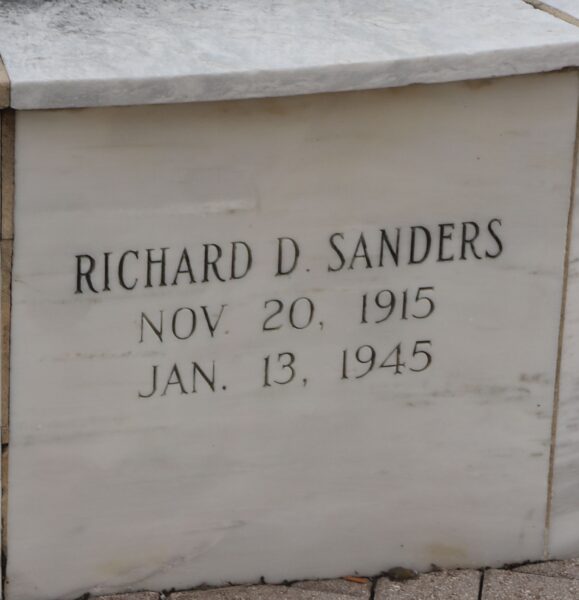 RICHARD D. SANDERS
NOV. 20, 1915
JAN. 13, 1945